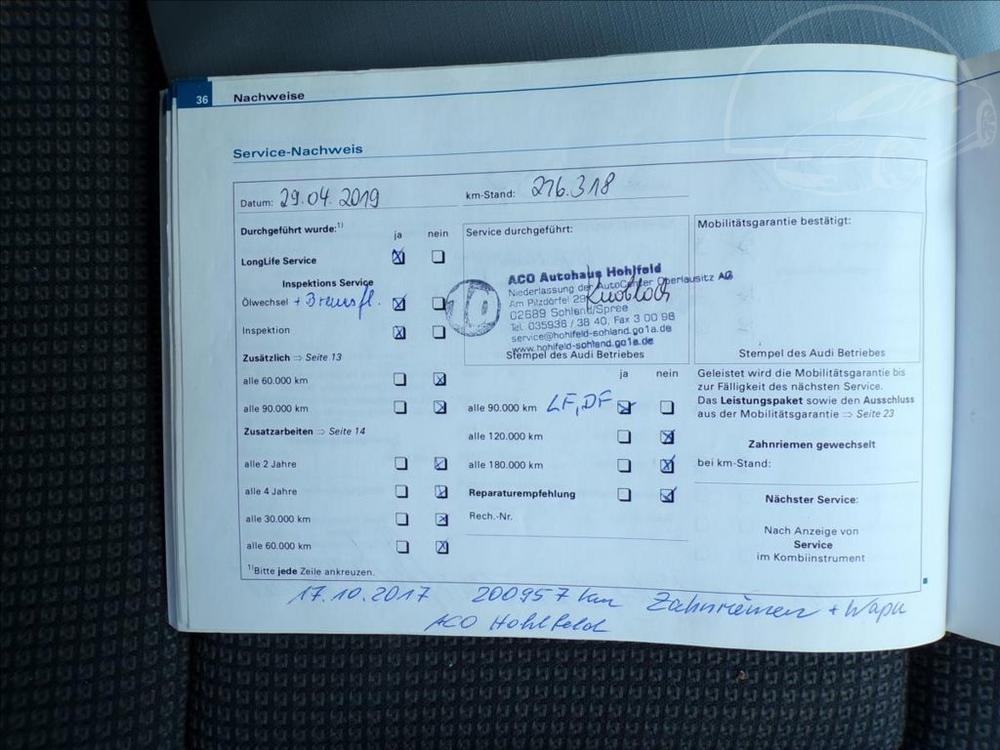 36 Nachweise
Service-Nachweis
Datum: 29.04.2019
km-Stand: 276.318
Durchgeführt wurde:1)
ja nein
LongLife Service
Inspektions Service
Ölwechsel + Bremsfl.
Inspektion
Zusätzlich ⇒ Seite 13
alle 60.000 km
alle 90.000 km
Zusatzarbeiten ⇒ Seite 14
alle 2 Jahre
alle 4 Jahre
alle 30.000 km
alle 60.000 km
1)Bitte jede Zeile ankreuzen.
Service durchgeführt:
10
ACO Autohaus Hohlfeld
Niederlassung der AutoCenter Oberlausitz AG
Am Pilzdörfel 29
Knobloch
02689 Sohland/Spree
Tel. 035936 / 38 40, Fax 3 00 98
service@hohlfeld-sohland.go1a.de
www.hohlfeld-sohland.go1a.de
Stempel des Audi Betriebes
ja nein
alle 90.000 km LF, DF
alle 120.000 km
alle 180.000 km
Reparaturempfehlung
Rech.-Nr.
Mobilitätsgarantie bestätigt:
Stempel des Audi Betriebes
Geleistet wird die Mobilitätsgarantie bis
zur Fälligkeit des nächsten Service.
Das Leistungspaket sowie den Ausschluss
aus der Mobilitätsgarantie ⇒ Seite 23
Zahnriemen gewechselt
bei km-Stand:
Nächster Service:
Nach Anzeige von
Service
im Kombiinstrument
17.10.2017 200957 km Zahnriemen + Wapu
ACO Hohlfeld